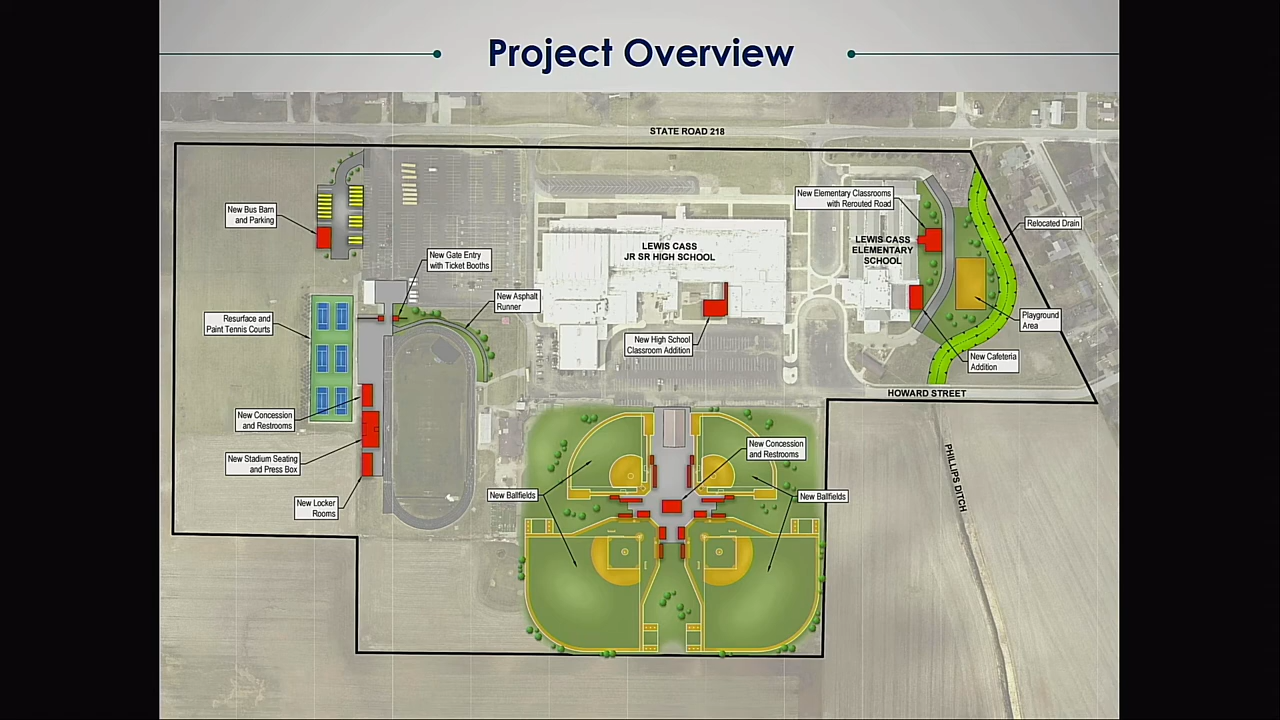 Project Overview
STATE ROAD 218
New Bus Barn
and Parking
New Gate Entry
with Ticket Booths
New Asphalt
Runner
Resurface and
Paint Tennis Courts
New Concession
and Restrooms
New Stadium Seating
and Press Box
New Locker
Rooms
LEWIS CASS
JR SR HIGH SCHOOL
New High School
Classroom Addition
New Elementary Classrooms
with Rerouted Road
LEWIS CASS
ELEMENTARY
SCHOOL
Relocated Drain
Playground
Area
New Cafeteria
Addition
HOWARD STREET
PHILLIPS DITCH
New Concession
and Restrooms
New Ballfields
New Ballfields